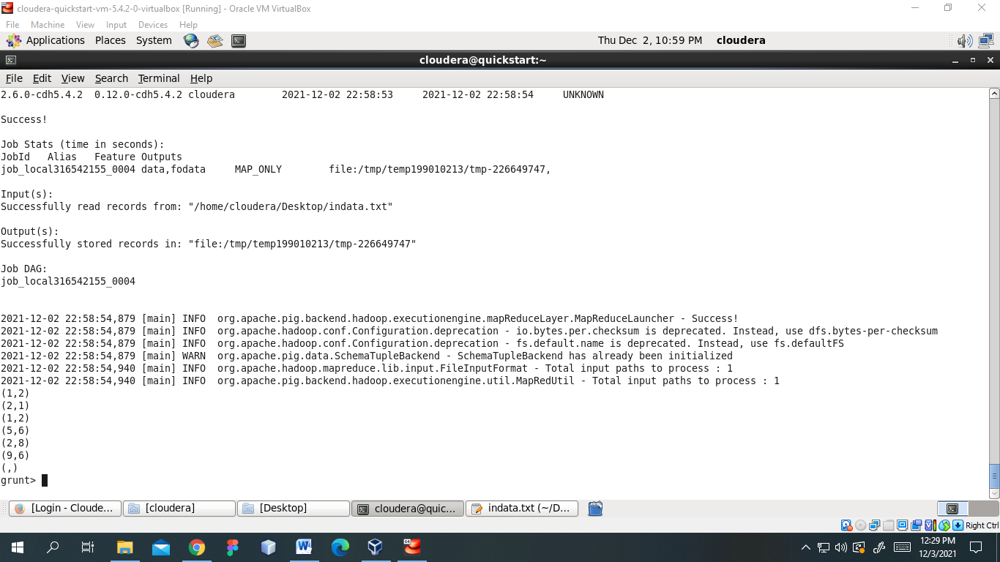 cloudera-quickstart-vm-5.4.2-0-virtualbox [Running] - Oracle VM VirtualBox
File Machine View Input Devices Help
Applications Places System Thu Dec 2, 10:59 PM cloudera
cloudera@quickstart:~
File Edit View Search Terminal Help
2.6.0-cdh5.4.2 0.12.0-cdh5.4.2 cloudera 2021-12-02 22:58:53 2021-12-02 22:58:54 UNKNOWN
Success!
Job Stats (time in seconds):
JobId Alias Feature Outputs
job_local316542155_0004 data,fodata MAP_ONLY file:/tmp/temp199010213/tmp-226649747,
Input(s):
Successfully read records from: "/home/cloudera/Desktop/indata.txt"
Output(s):
Successfully stored records in: "file:/tmp/temp199010213/tmp-226649747"
Job DAG:
job_local316542155_0004
2021-12-02 22:58:54,879 [main] INFO org.apache.pig.backend.hadoop.executionengine.mapReduceLayer.MapReduceLauncher - Success!
2021-12-02 22:58:54,879 [main] INFO org.apache.hadoop.conf.Configuration.deprecation - io.bytes.per.checksum is deprecated. Instead, use dfs.bytes-per-checksum
2021-12-02 22:58:54,879 [main] INFO org.apache.hadoop.conf.Configuration.deprecation - fs.default.name is deprecated. Instead, use fs.defaultFS
2021-12-02 22:58:54,879 [main] WARN org.apache.pig.data.SchemaTupleBackend - SchemaTupleBackend has already been initialized
2021-12-02 22:58:54,940 [main] INFO org.apache.hadoop.mapreduce.lib.input.FileInputFormat - Total input paths to process : 1
2021-12-02 22:58:54,940 [main] INFO org.apache.pig.backend.hadoop.executionengine.util.MapRedUtil - Total input paths to process : 1
(1,2)
(2,1)
(1,2)
(5,6)
(2,8)
(9,6)
(,)
grunt>
[Login - Cloude... [cloudera] [Desktop] cloudera@quic... indata.txt (~/D...
Right Ctrl
12:29 PM
12/3/2021